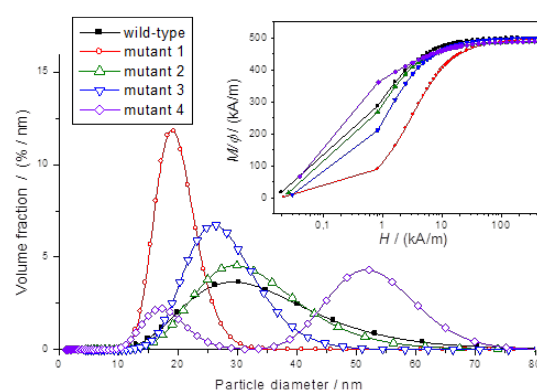 wild-type
mutant 1
mutant 2
mutant 3
mutant 4
15
10
5
0
Volume fraction / (% / nm)
0 10 20 30 40 50 60 70 80
Particle diameter / nm
500
400
300
200
100
0
M/ϕ / (kA/m)
0,1 1 10 100
H / (kA/m)